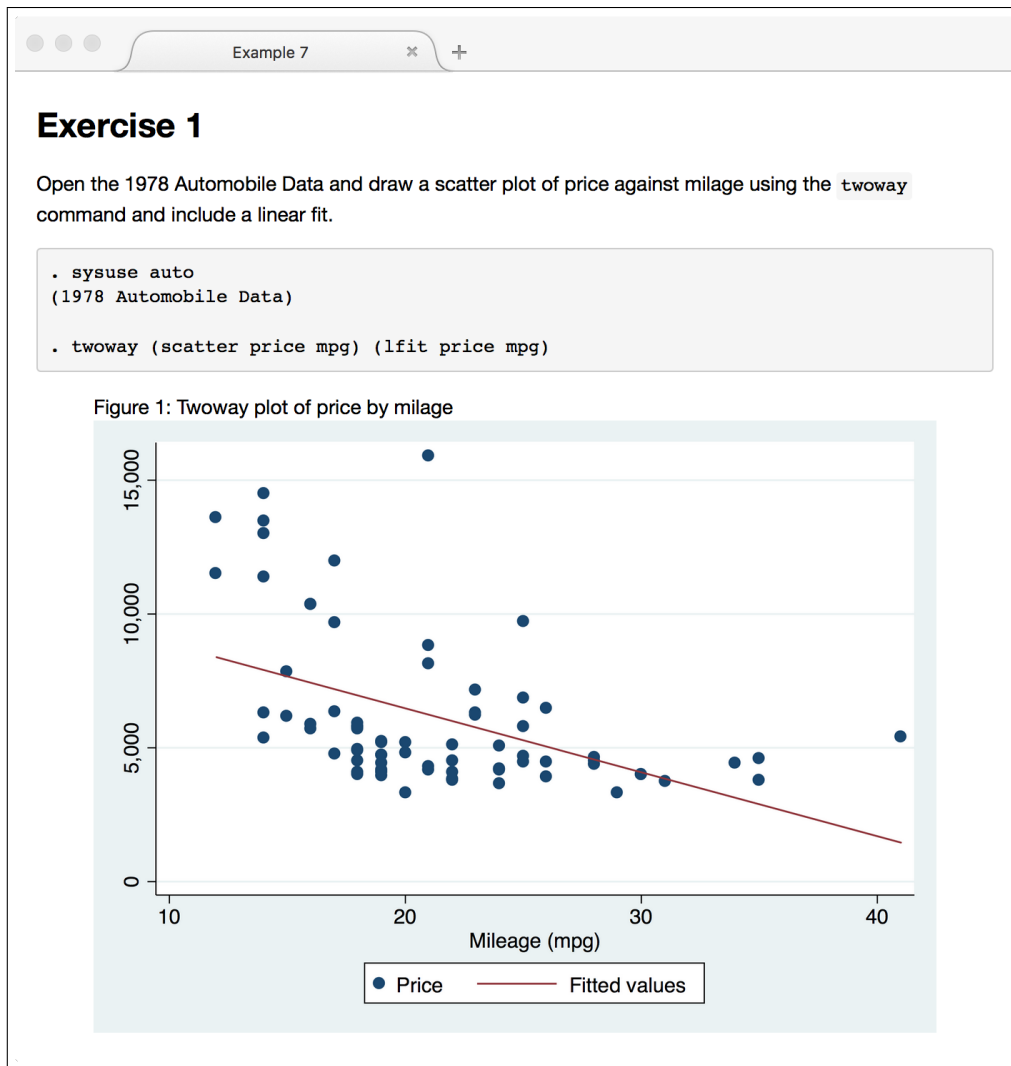 Example 7
Exercise 1
Open the 1978 Automobile Data and draw a scatter plot of price against milage using the twoway
command and include a linear fit.
. sysuse auto
(1978 Automobile Data)
. twoway (scatter price mpg) (lfit price mpg)
Figure 1: Twoway plot of price by milage
15,000
10,000
5,000
0
10 20 30 40
Mileage (mpg)
Price Fitted values